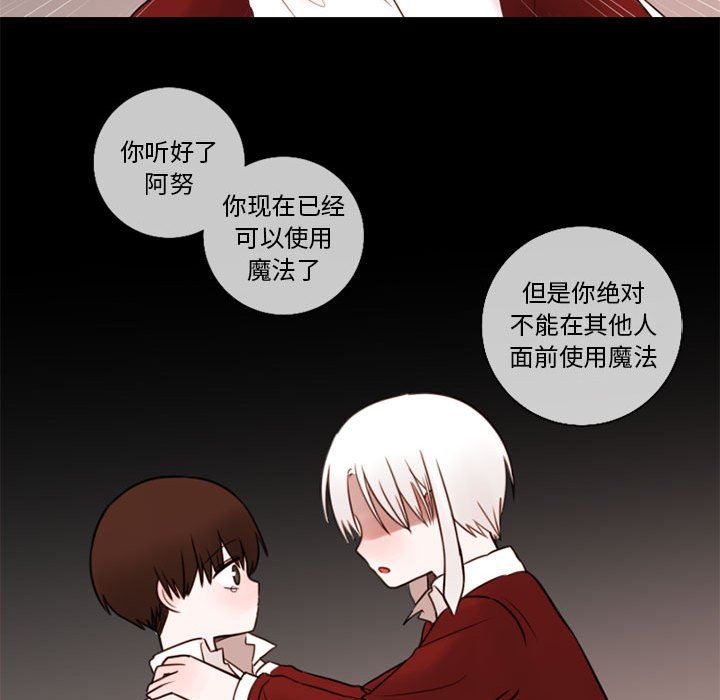 你听好了
阿努
你现在已经
可以使用
魔法了
但是你绝对
不能在其他人
面前使用魔法